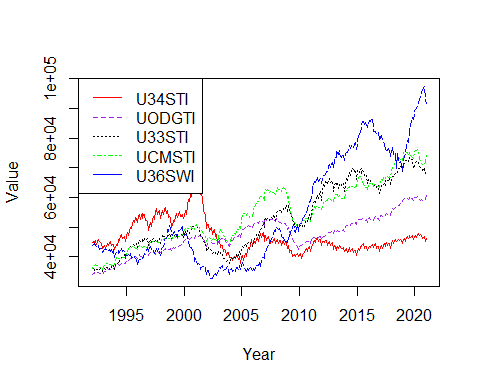 1e+05
8e+04
6e+04
4e+04
Value
U34STI
UODGTI
U33STI
UCMSTI
U36SWI
1995 2000 2005 2010 2015 2020
Year